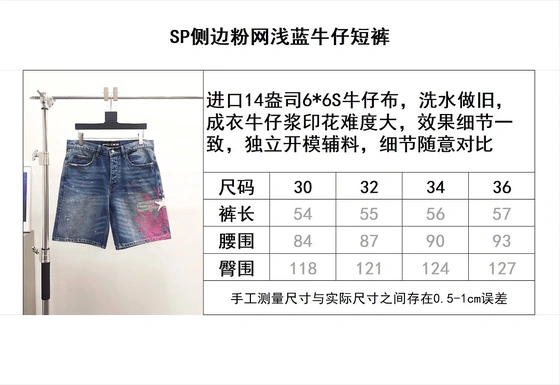 SP侧边粉网浅蓝牛仔短裤
进口14盎司6*6S牛仔布，洗水做旧，
成衣牛仔浆印花难度大，效果细节一
致，独立开模辅料，细节随意对比
尺码 30 32 34 36
裤长 54 55 56 57
腰围 84 87 90 93
臀围 118 121 124 127
手工测量尺寸与实际尺寸之间存在0.5-1cm误差